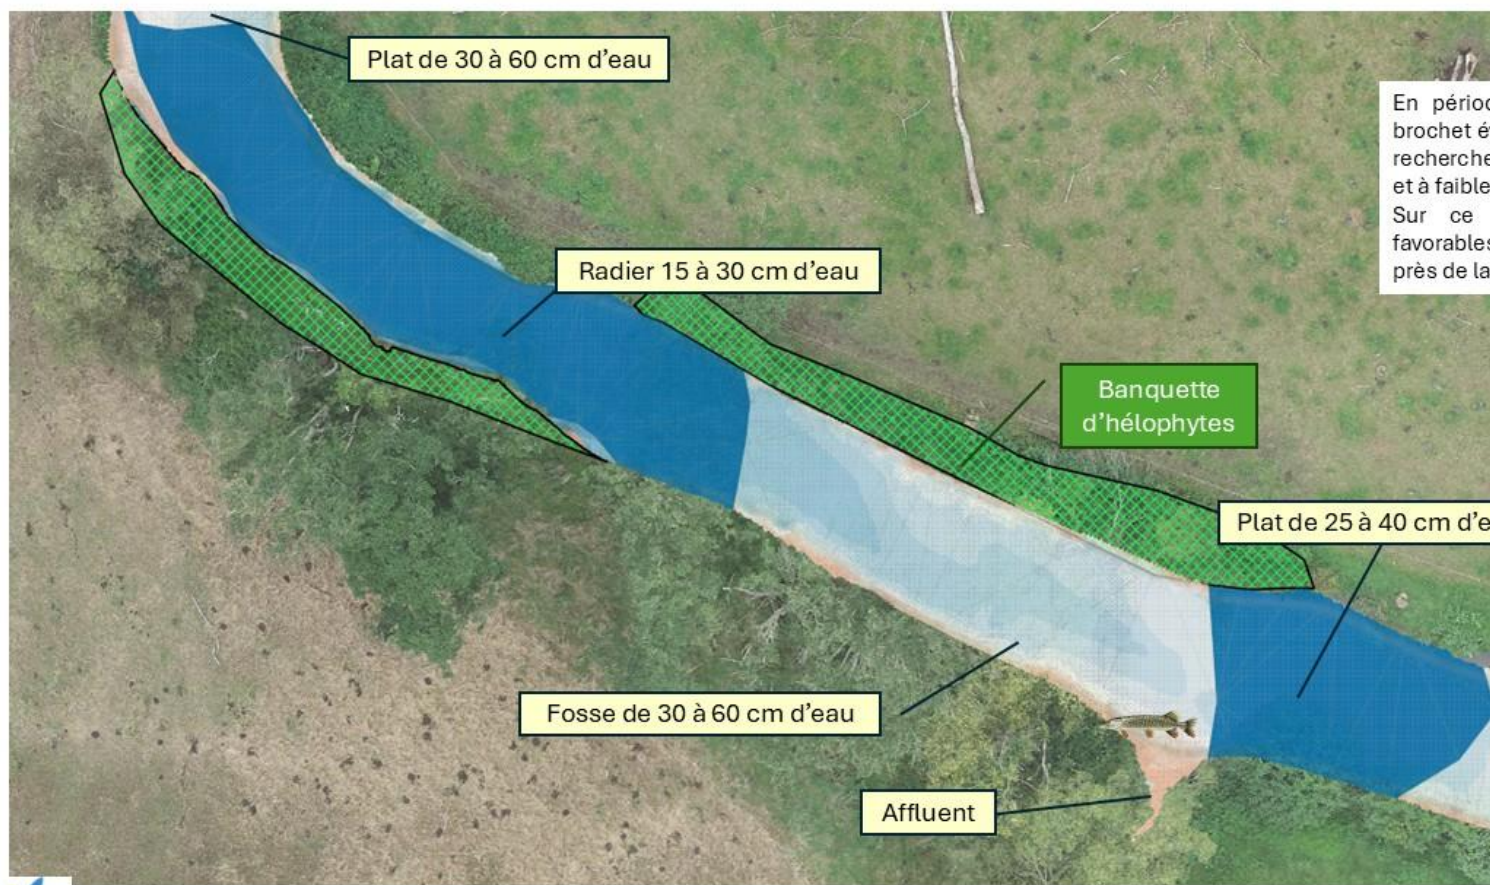 Plat de 30 à 60 cm d'eau
En
brochet
recherche
et à faible
Sur ce
favorables
près de la
Radier 15 à 30 cm d'eau
Banquette
d'hélophytes
Plat de 25 à 40 cm
Fosse de 30 à 60 cm d'eau
Affluent